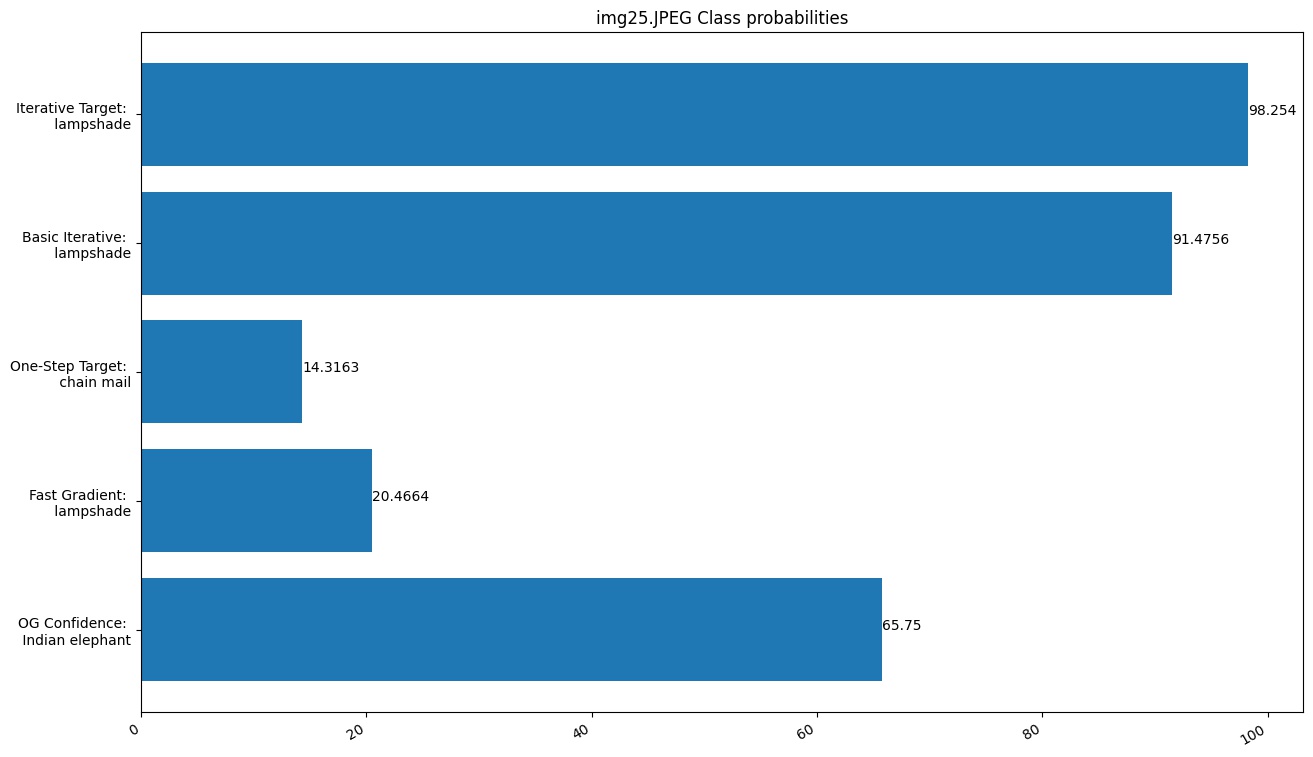 img25.JPEG Class probabilities
Iterative Target:
lampshade
98.254
Basic Iterative:
lampshade
91.4756
One-Step Target:
chain mail
14.3163
Fast Gradient:
lampshade
20.4664
OG Confidence:
Indian elephant
65.75
0
20
40
60
80
100